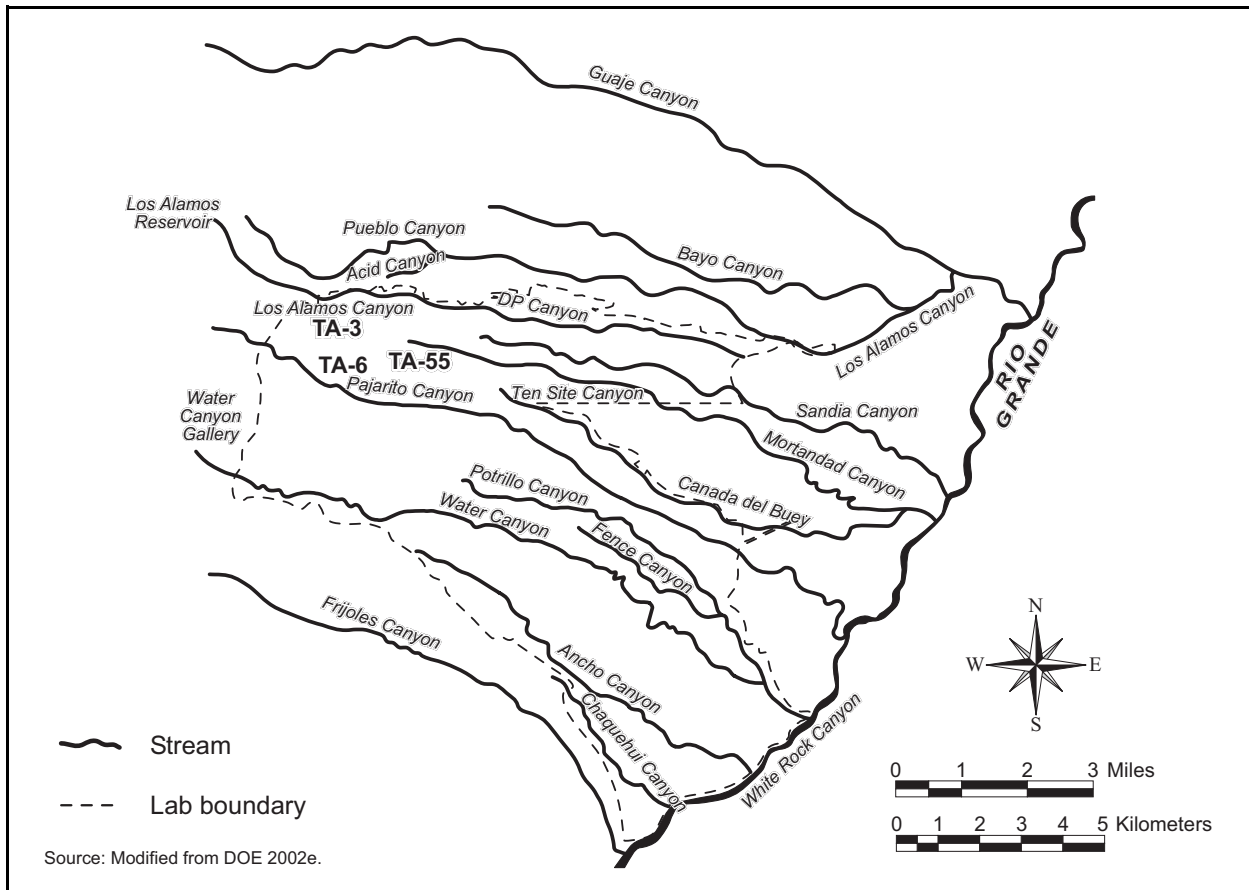 Guaje Canyon
Los Alamos
Reservoir
Pueblo Canyon
Acid Canyon
Bayo Canyon
Los Alamos Canyon
DP Canyon
Los Alamos Canyon
TA-3
TA-6
TA-55
RIO
GRANDE
Pajarito Canyon
Ten Site Canyon
Sandia Canyon
Water
Canyon
Gallery
Mortandad Canyon
Potrillo Canyon
Canada del Buey
Water Canyon
Fence Canyon
Frijoles Canyon
Ancho Canyon
Chaquehui Canyon
White Rock Canyon
N
W
E
S
Stream
Lab boundary
0 1 2 3 Miles
0 1 2 3 4 5 Kilometers
Source: Modified from DOE 2002e.